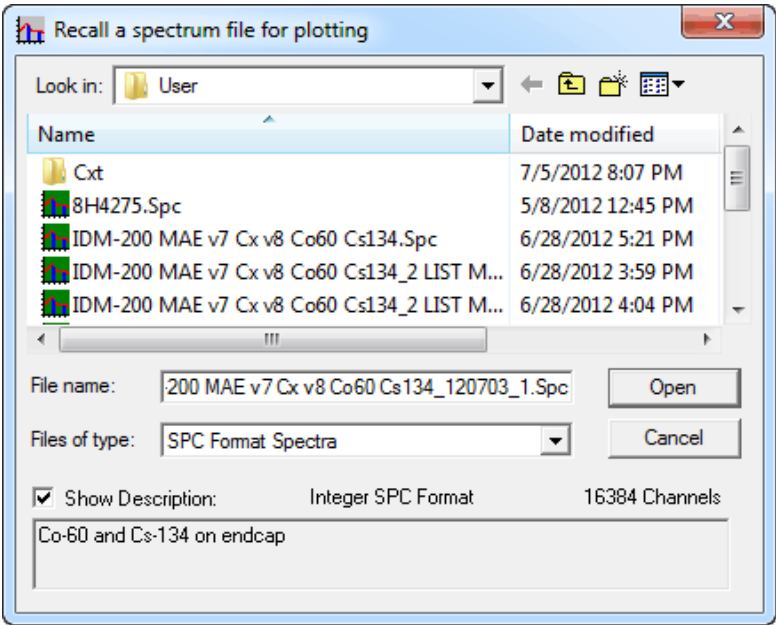 Recall a spectrum file for plotting
Look in: User
Name Date modified
Cxt 7/5/2012 8:07 PM
8H4275.Spc 5/8/2012 12:45 PM
IDM-200 MAE v7 Cx v8 Co60 Cs134.Spc 6/28/2012 5:21 PM
IDM-200 MAE v7 Cx v8 Co60 Cs134_2 LIST M... 6/28/2012 3:59 PM
IDM-200 MAE v7 Cx v8 Co60 Cs134_2 LIST M... 6/28/2012 4:04 PM
File name: -200 MAE v7 Cx v8 Co60 Cs134_120703_1.Spc Open
Files of type: SPC Format Spectra Cancel
Show Description: Integer SPC Format 16384 Channels
Co-60 and Cs-134 on endcap